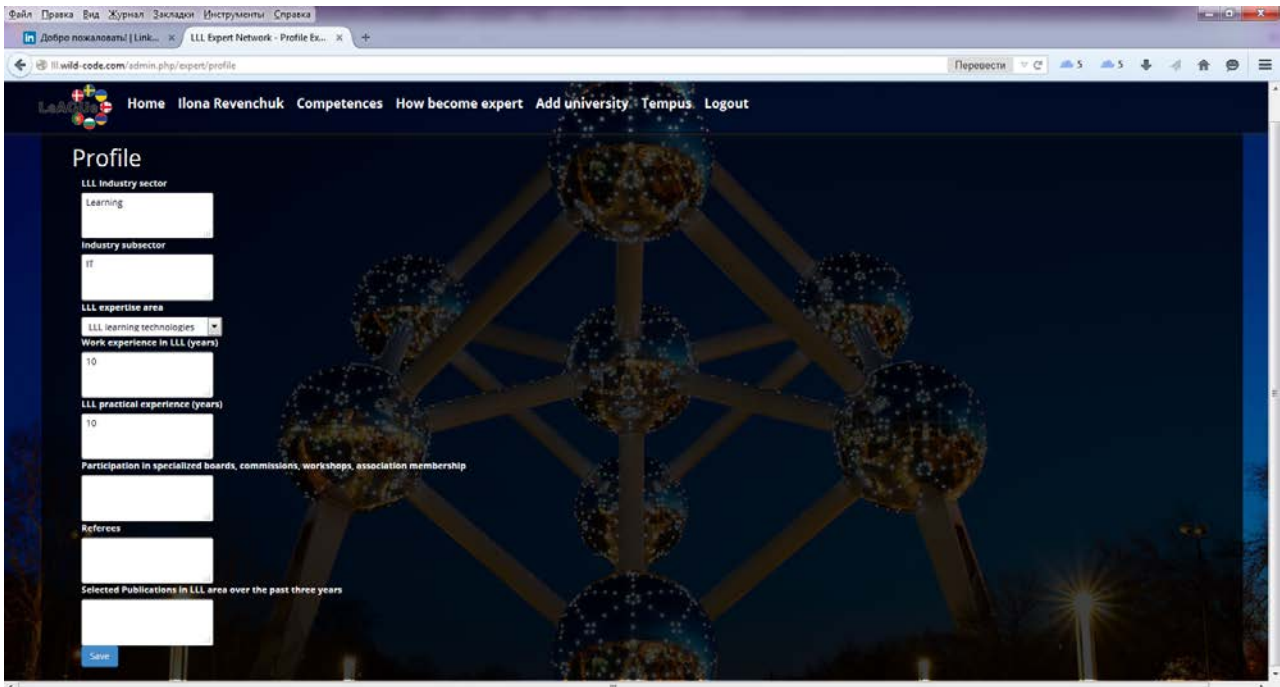 Файл Правка Вид Журнал Закладки Инструменты Справка
in Добро пожаловать! | Link... × LLL Expert Network - Profile Ex... × +
lll.wild-code.com/admin.php/expert/profile Перевести 5 5
LeAGUe Home Ilona Revenchuk Competences How become expert Add university Tempus Logout
Profile
LLL Industry sector
Learning
Industry subsector
IT
LLL expertise area
LLL learning technologies
Work experience in LLL (years)
10
LLL practical experience (years)
10
Participation in specialized boards, commissions, workshops, association membership
Referees
Selected Publications in LLL area over the past three years
Save